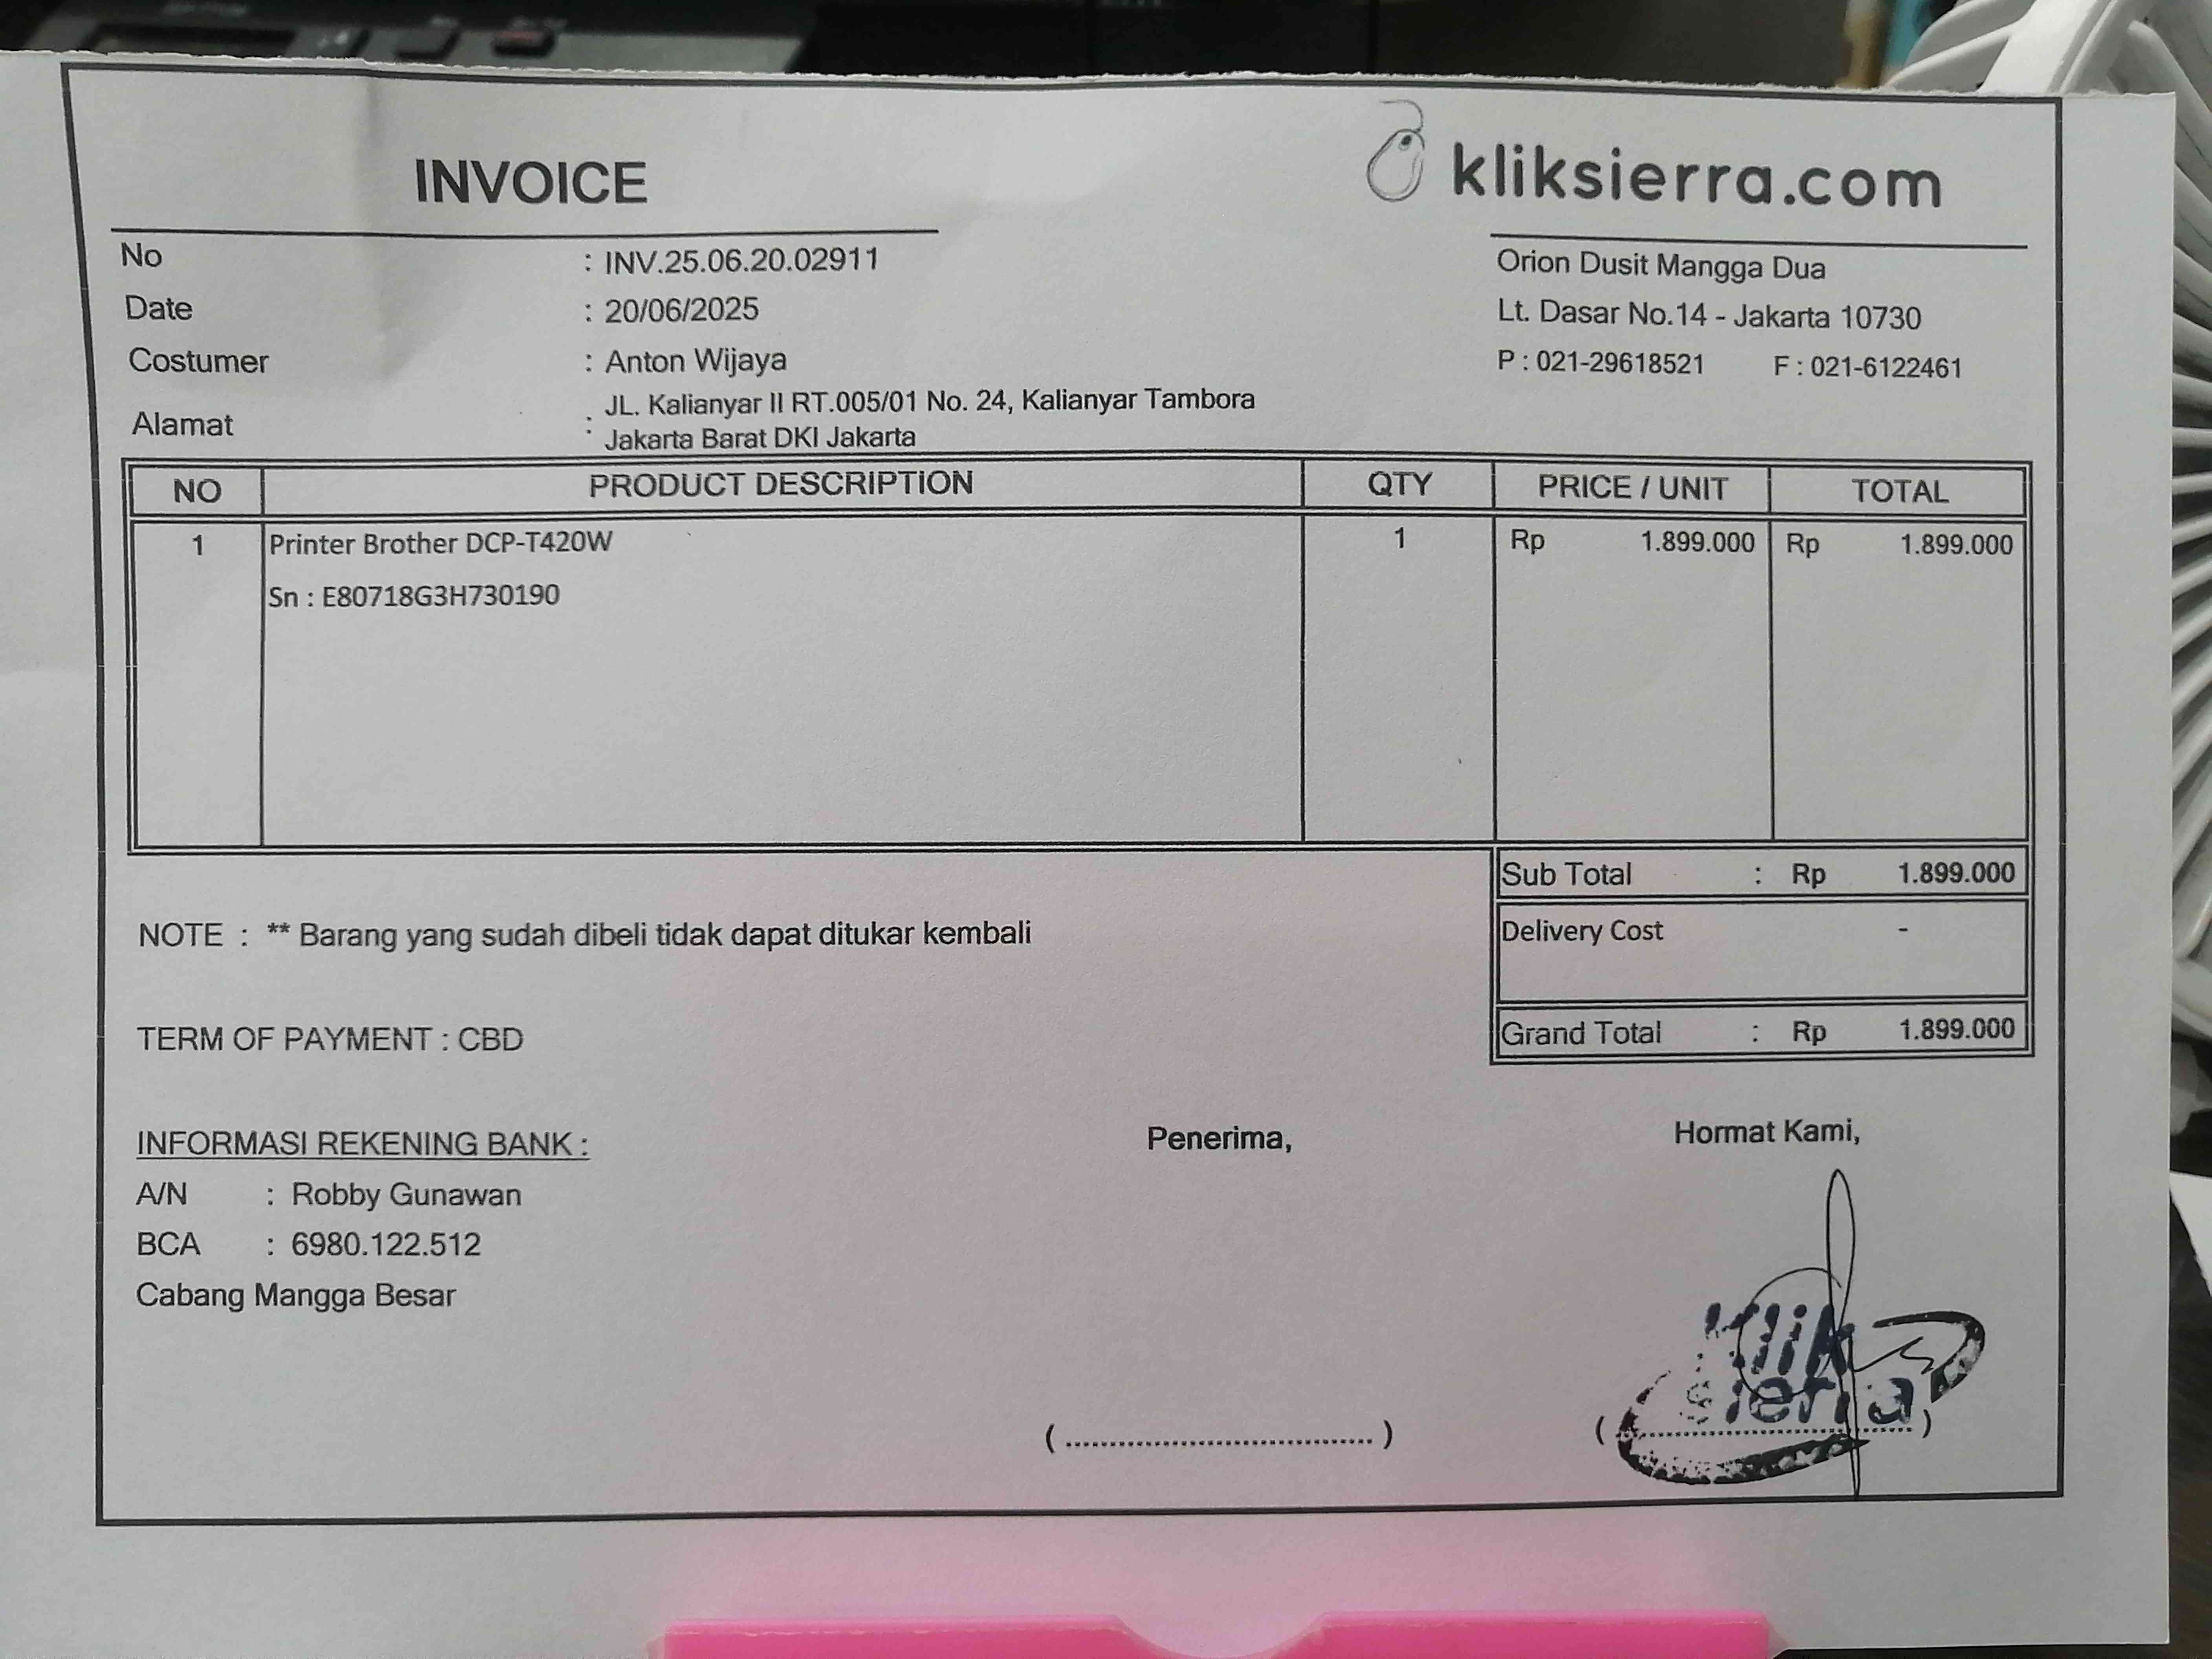 INVOICE
kliksierra.com
No : INV.25.06.20.02911
Date : 20/06/2025
Costumer : Anton Wijaya
Alamat : JL. Kalianyar II RT.005/01 No. 24, Kalianyar Tambora
Jakarta Barat DKI Jakarta
Orion Dusit Mangga Dua
Lt. Dasar No.14 - Jakarta 10730
P : 021-29618521 F : 021-6122461
NO PRODUCT DESCRIPTION QTY PRICE / UNIT TOTAL
1 Printer Brother DCP-T420W 1 Rp 1.899.000 Rp 1.899.000
Sn : E80718G3H730190
Sub Total : Rp 1.899.000
Delivery Cost -
Grand Total : Rp 1.899.000
NOTE : ** Barang yang sudah dibeli tidak dapat ditukar kembali
TERM OF PAYMENT : CBD
INFORMASI REKENING BANK :
A/N : Robby Gunawan
BCA : 6980.122.512
Cabang Mangga Besar
Penerima,
(................................)
Hormat Kami,
Klik
sierra
(................................)